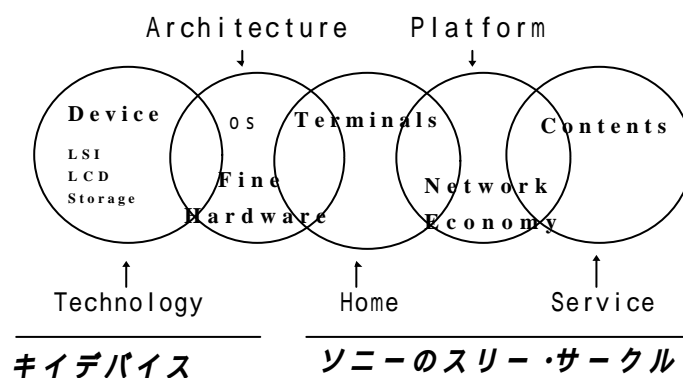 Architecture
Platform
Device
LSI
LCD
Storage
OS
Fine
Hardware
Terminals
Network
Economy
Contents
Technology
Home
Service
キイデバイス
ソニーのスリー・サークル